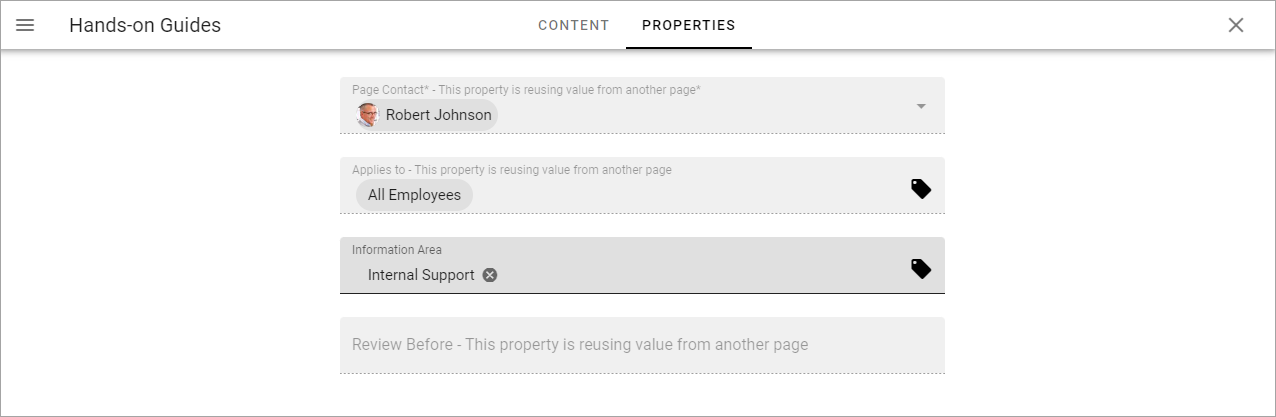 Hands-on Guides
CONTENT
PROPERTIES
Page Contact* - This property is reusing value from another page*
Robert Johnson
Applies to - This property is reusing value from another page
All Employees
Information Area
Internal Support
Review Before - This property is reusing value from another page